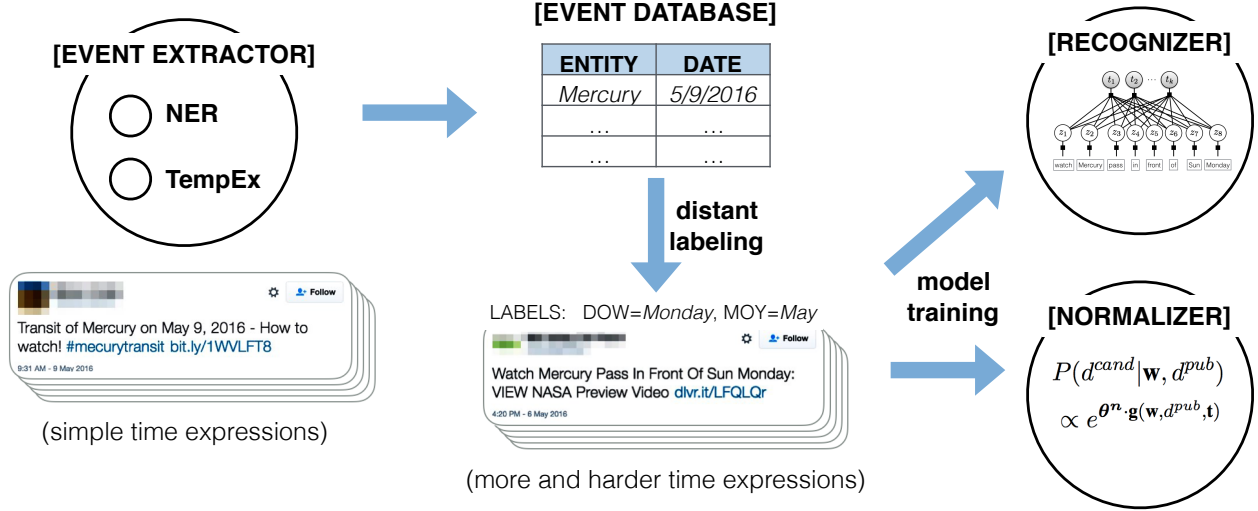 [EVENT EXTRACTOR]
NER
TempEx
[EVENT DATABASE]
ENTITY DATE
Mercury 5/9/2016
... ...
... ...
distant
labeling
[RECOGNIZER]
t1 t2 ... tk
z1 z2 z3 z4 z5 z6 z7 z8
watch Mercury pass in front of Sun Monday
model
training
[NORMALIZER]
P(d^cand|w, d^pub)
∝ e^θ^n·g(w,d^pub,t)
Follow
Transit of Mercury on May 9, 2016 - How to
watch! #mecurytransit bit.ly/1WVLFT8
9:31 AM - 9 May 2016
(simple time expressions)
LABELS: DOW=Monday, MOY=May
Follow
Watch Mercury Pass In Front Of Sun Monday:
VIEW NASA Preview Video dlvr.it/LFQLQr
4:20 PM - 6 May 2016
(more and harder time expressions)